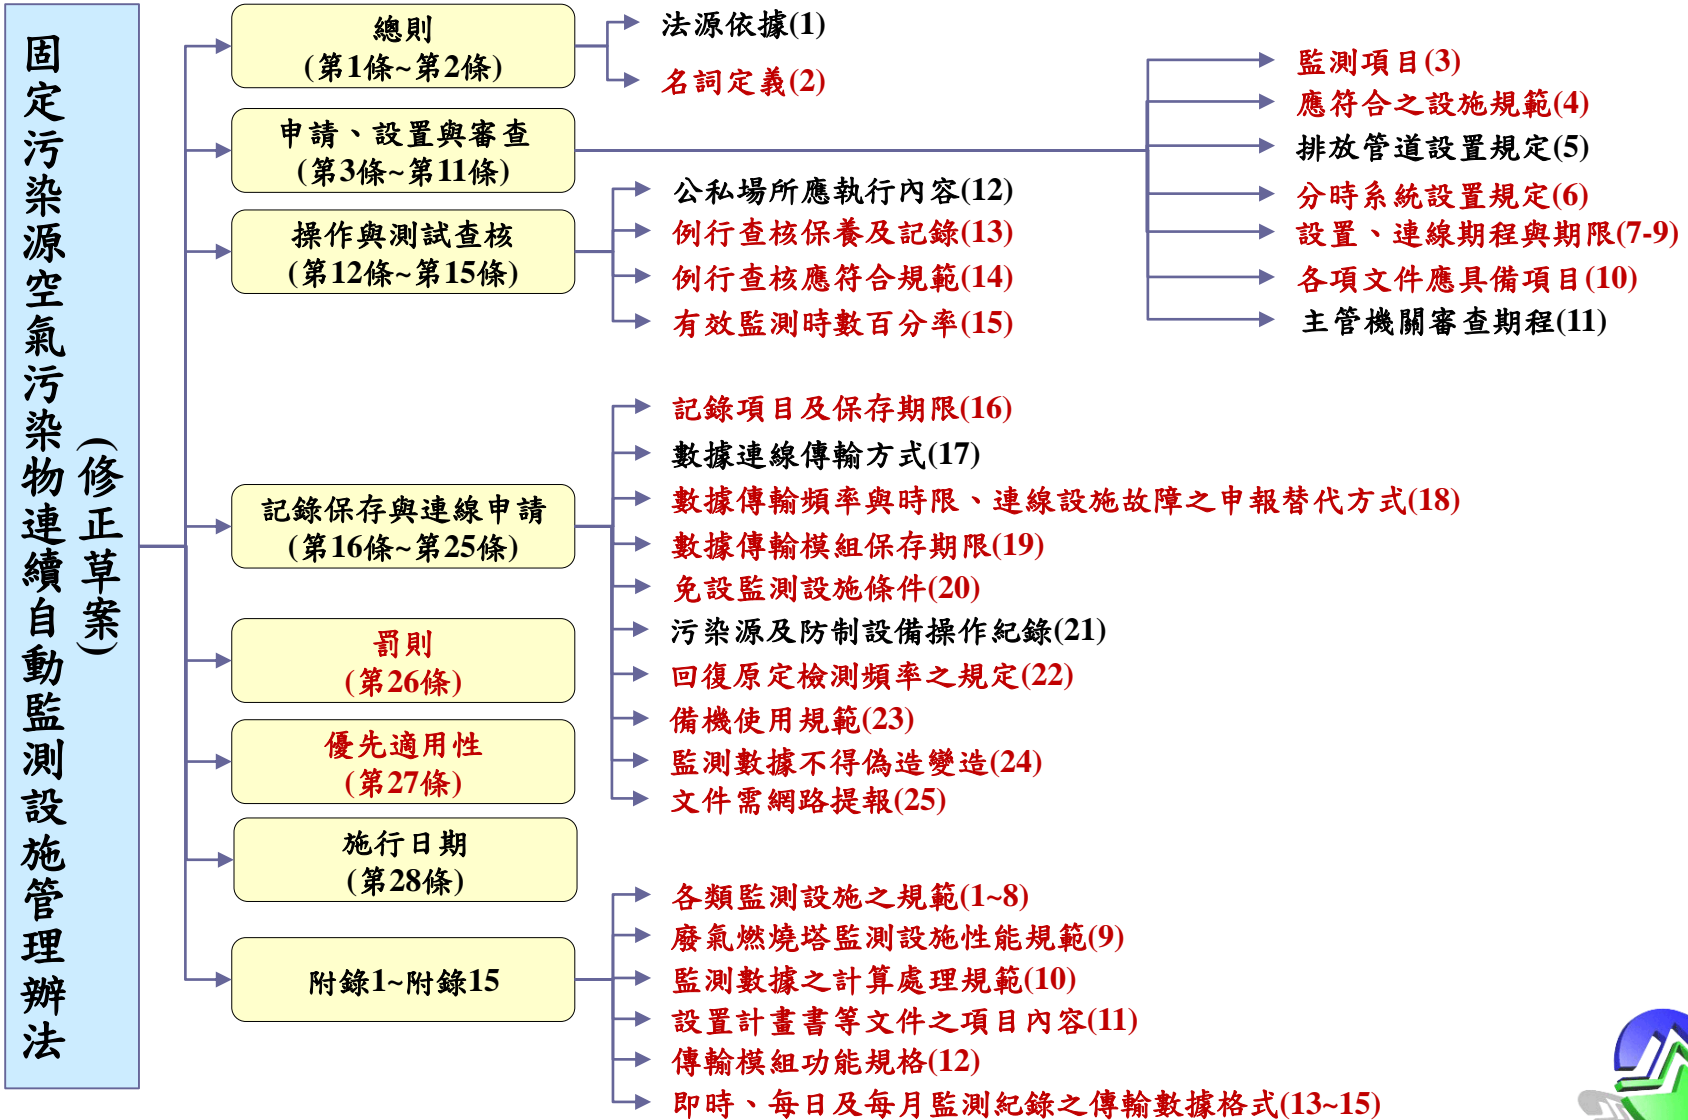 固定污染源空氣污染物連續自動監測設施管理辦法
(修正草案)
總則
(第1條~第2條)
法源依據(1)
名詞定義(2)
申請、設置與審查
(第3條~第11條)
監測項目(3)
應符合之設施規範(4)
排放管道設置規定(5)
分時系統設置規定(6)
設置、連線期程與期限(7-9)
各項文件應具備項目(10)
主管機關審查期程(11)
操作與測試查核
(第12條~第15條)
公私場所應執行內容(12)
例行查核保養及記錄(13)
例行查核應符合規範(14)
有效監測時數百分率(15)
記錄保存與連線申請
(第16條~第25條)
記錄項目及保存期限(16)
數據連線傳輸方式(17)
數據傳輸頻率與時限、連線設施故障之申報替代方式(18)
數據傳輸模組保存期限(19)
免設監測設施條件(20)
污染源及防制設備操作紀錄(21)
回復原定檢測頻率之規定(22)
備機使用規範(23)
監測數據不得偽造變造(24)
文件需網路提報(25)
罰則
(第26條)
優先適用性
(第27條)
施行日期
(第28條)
附錄1~附錄15
各類監測設施之規範(1~8)
廢氣燃燒塔監測設施性能規範(9)
監測數據之計算處理規範(10)
設置計畫書等文件之項目內容(11)
傳輸模組功能規格(12)
即時、每日及每月監測紀錄之傳輸數據格式(13~15)